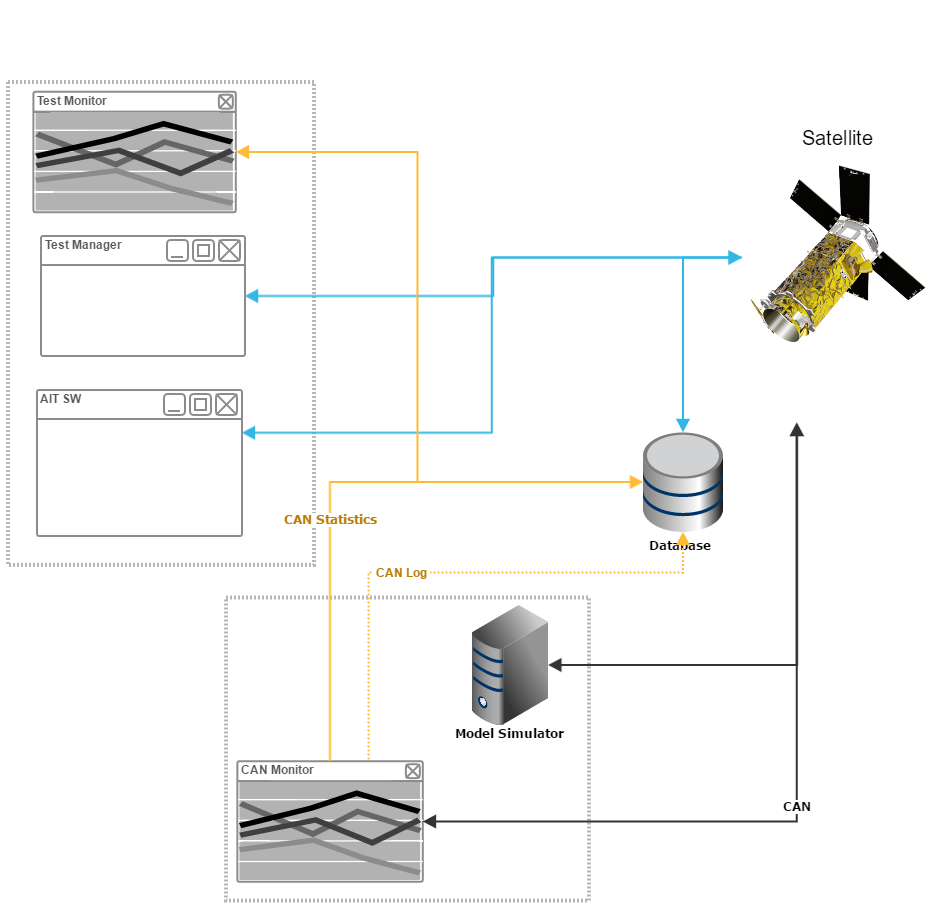 Test Monitor
Satellite
Test Manager
AIT SW
CAN Statistics
Database
CAN Log
Model Simulator
CAN Monitor
CAN